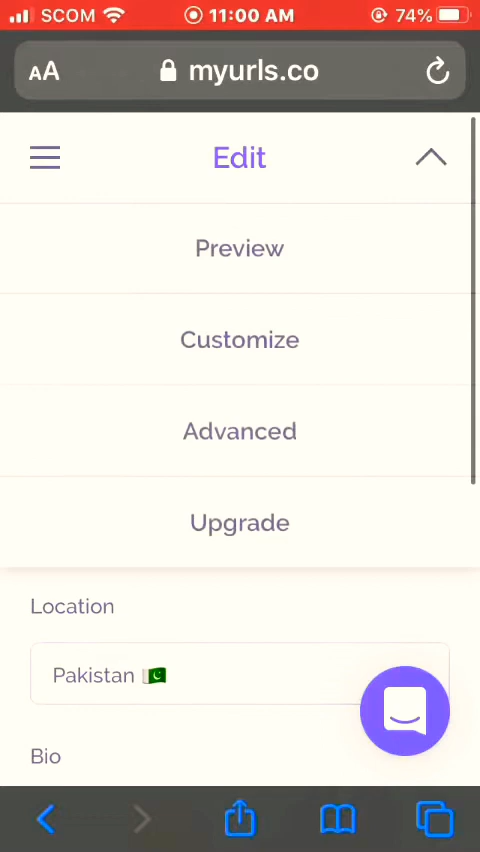 SCOM 11:00 AM 74%
AA myurls.co
Edit
Preview
Customize
Advanced
Upgrade
Location
Pakistan 🇵🇰
Bio